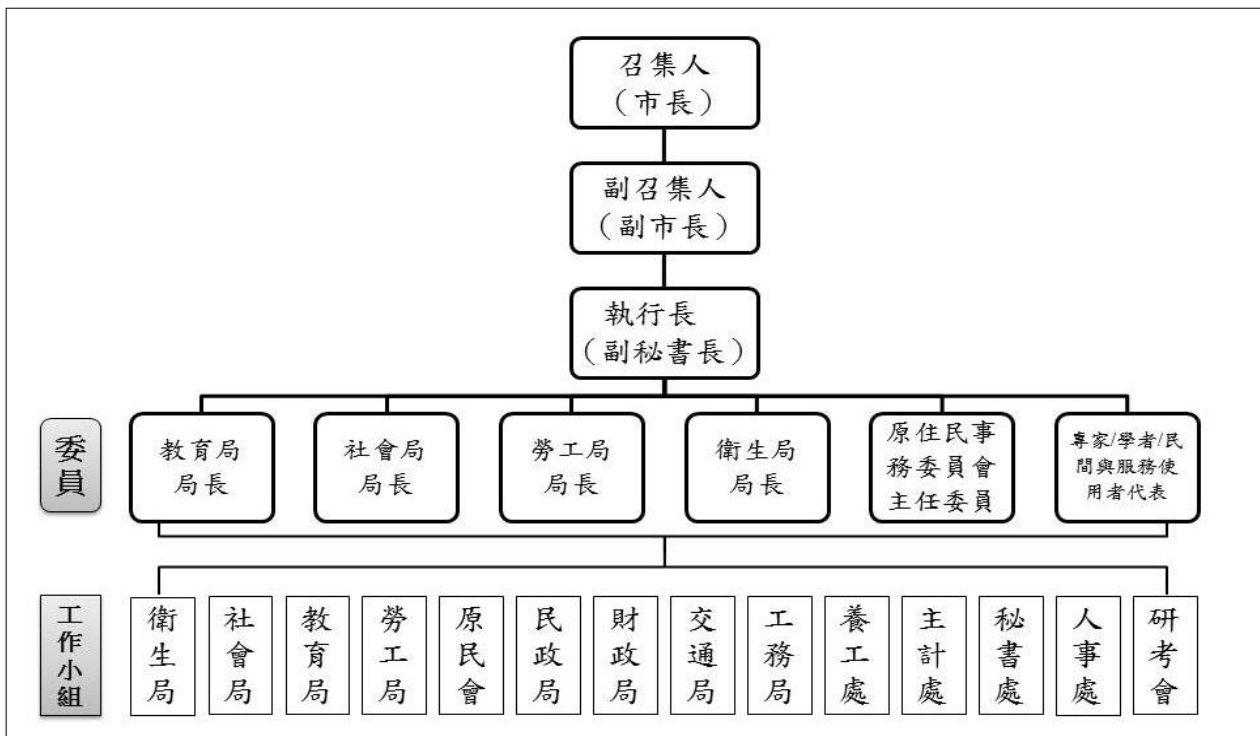 召集人
（市長）
副召集人
（副市長）
執行長
（副秘書長）
委員
教育局
局長
社會局
局長
勞工局
局長
衛生局
局長
原住民事
務委員會
主任委員
專家/學者/民
間與服務使
用者代表
工作小組
衛生局
社會局
教育局
勞工局
原民會
民政局
財政局
交通局
工務局
養工處
主計處
秘書處
人事處
研考會